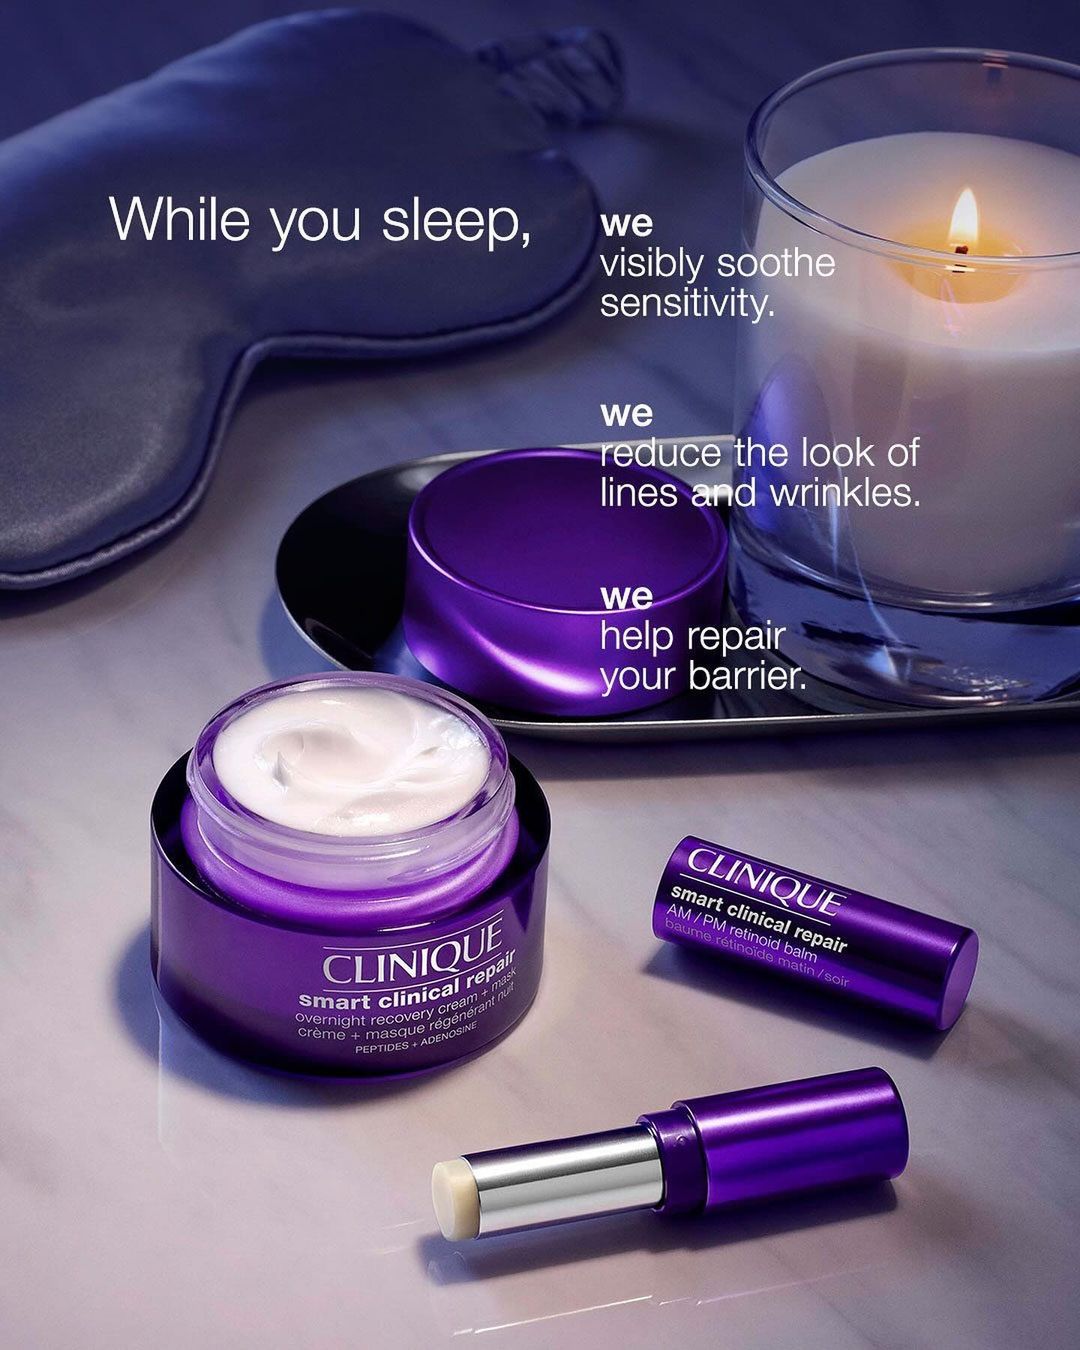 While you sleep,
we
visibly soothe
sensitivity.
we
reduce the look of
lines and wrinkles.
we
help repair
your barrier.
CLINIQUE
smart clinical repair
overnight recovery cream + mask
crème + masque régénérant nuit
PEPTIDES + ADENOSINE
CLINIQUE
smart clinical repair
AM / PM retinoid balm
baume rétinoïde matin / soir